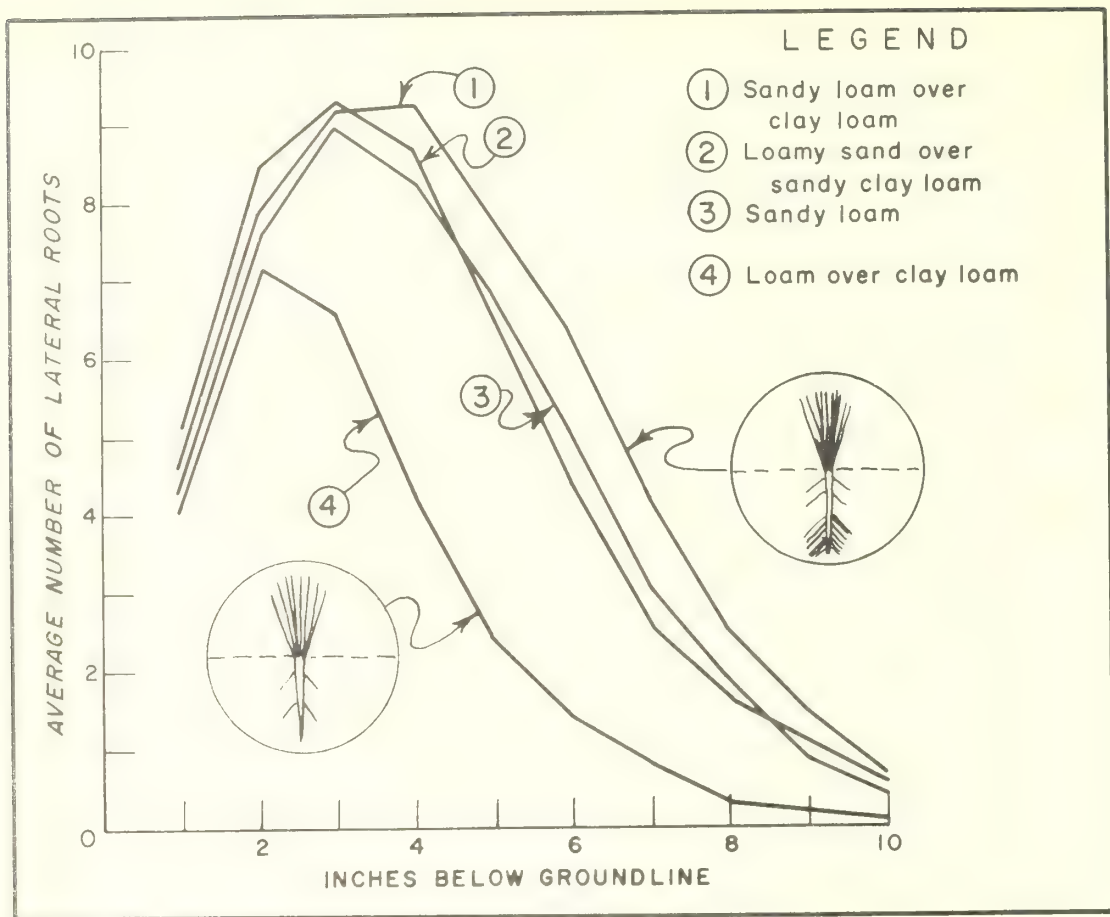 LEGEND
① Sandy loam over
clay loam
② Loamy sand over
sandy clay loam
③ Sandy loam
④ Loam over clay loam
AVERAGE NUMBER OF LATERAL ROOTS
10
8
6
4
2
0
①
②
③
④
2
4
6
8
10
INCHES BELOW GROUNDLINE